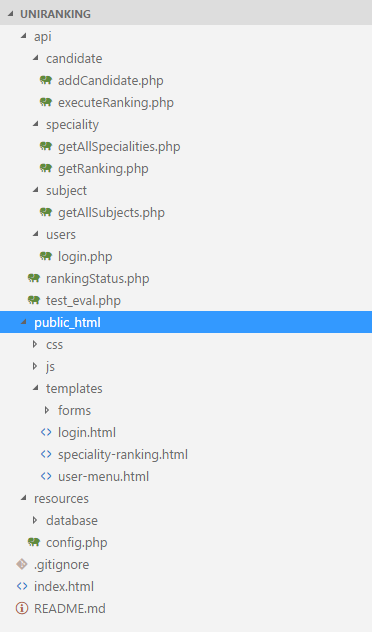 UNIRANKING
api
candidate
addCandidate.php
executeRanking.php
speciality
getAllSpecialities.php
getRanking.php
subject
getAllSubjects.php
users
login.php
rankingStatus.php
test_eval.php
public_html
css
js
templates
forms
login.html
speciality-ranking.html
user-menu.html
resources
database
config.php
.gitignore
index.html
README.md